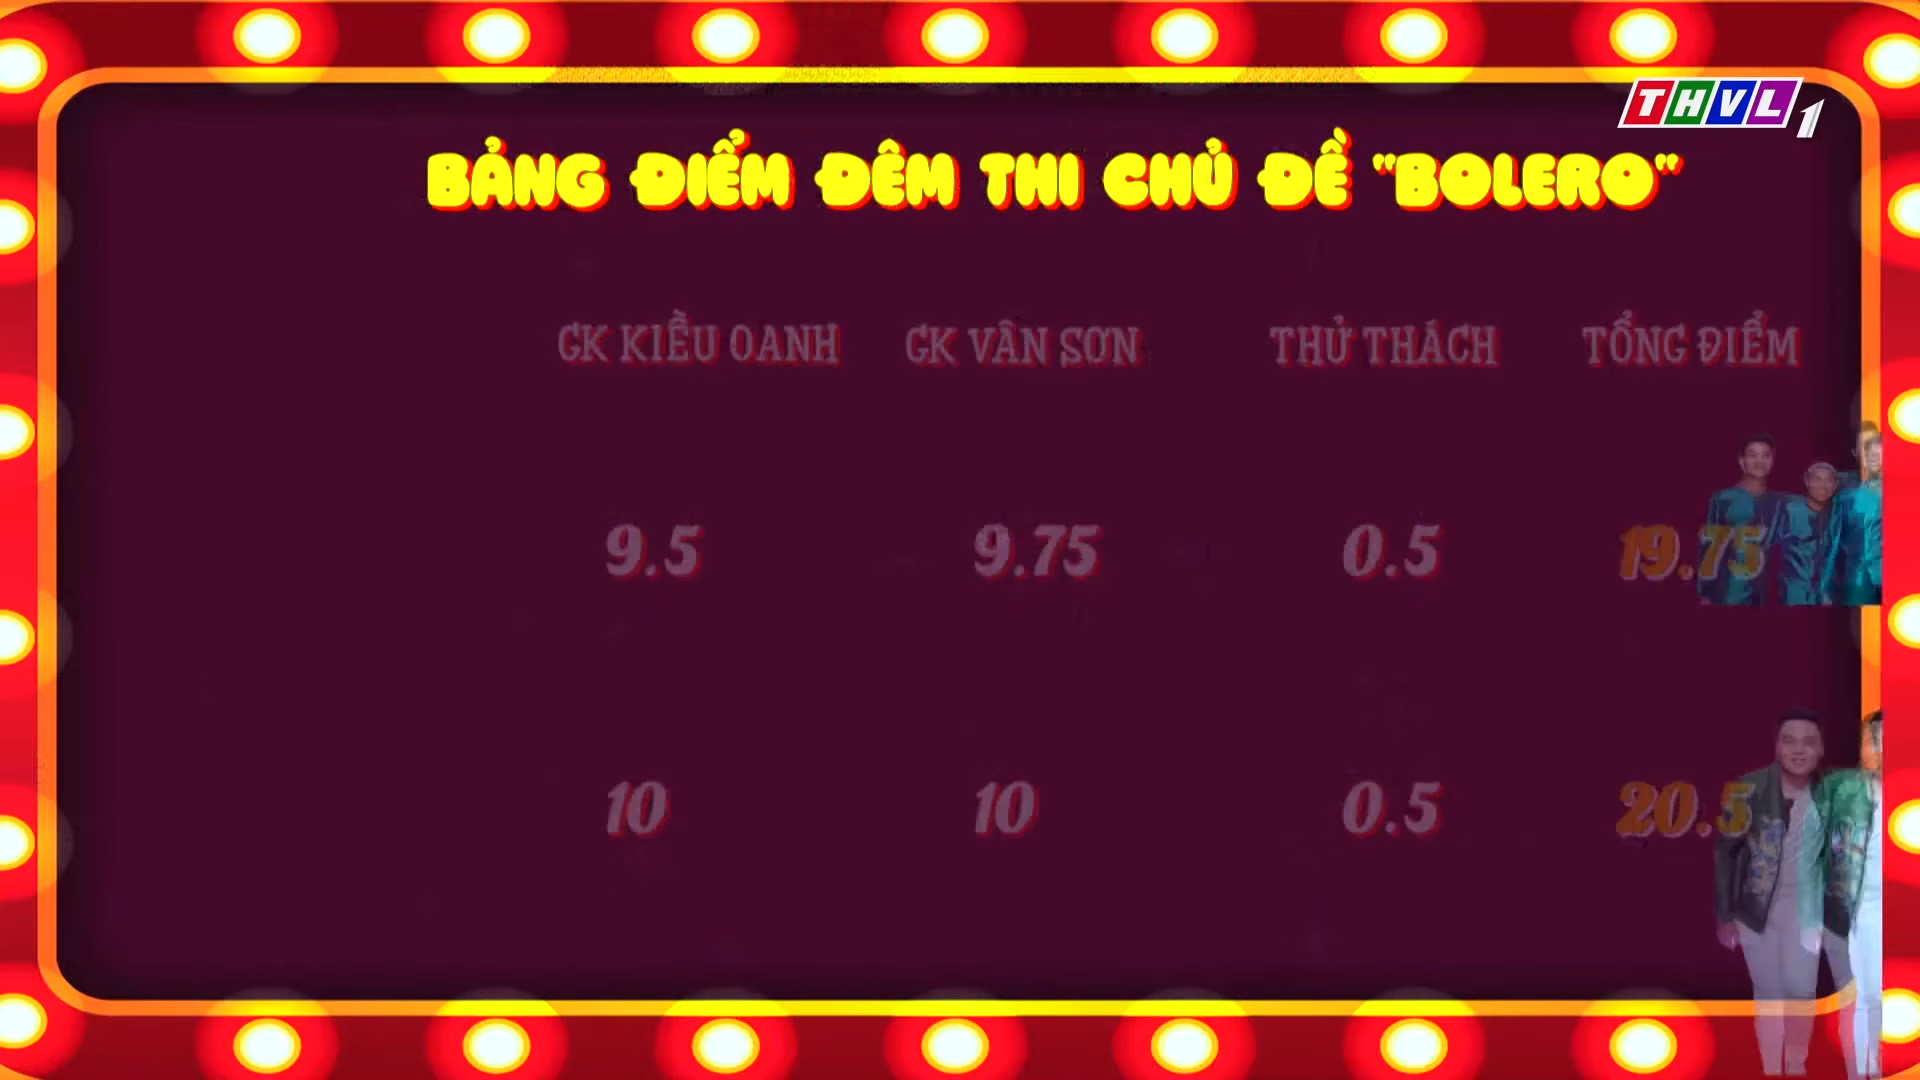 THVL1
BẢNG ĐIỂM ĐÊM THI CHỦ ĐỀ "BOLERO"
GK KIỀU OANH GK VÂN SƠN THỬ THÁCH TỔNG ĐIỂM
9.5 9.75 0.5 19.75
10 10 0.5 20.5